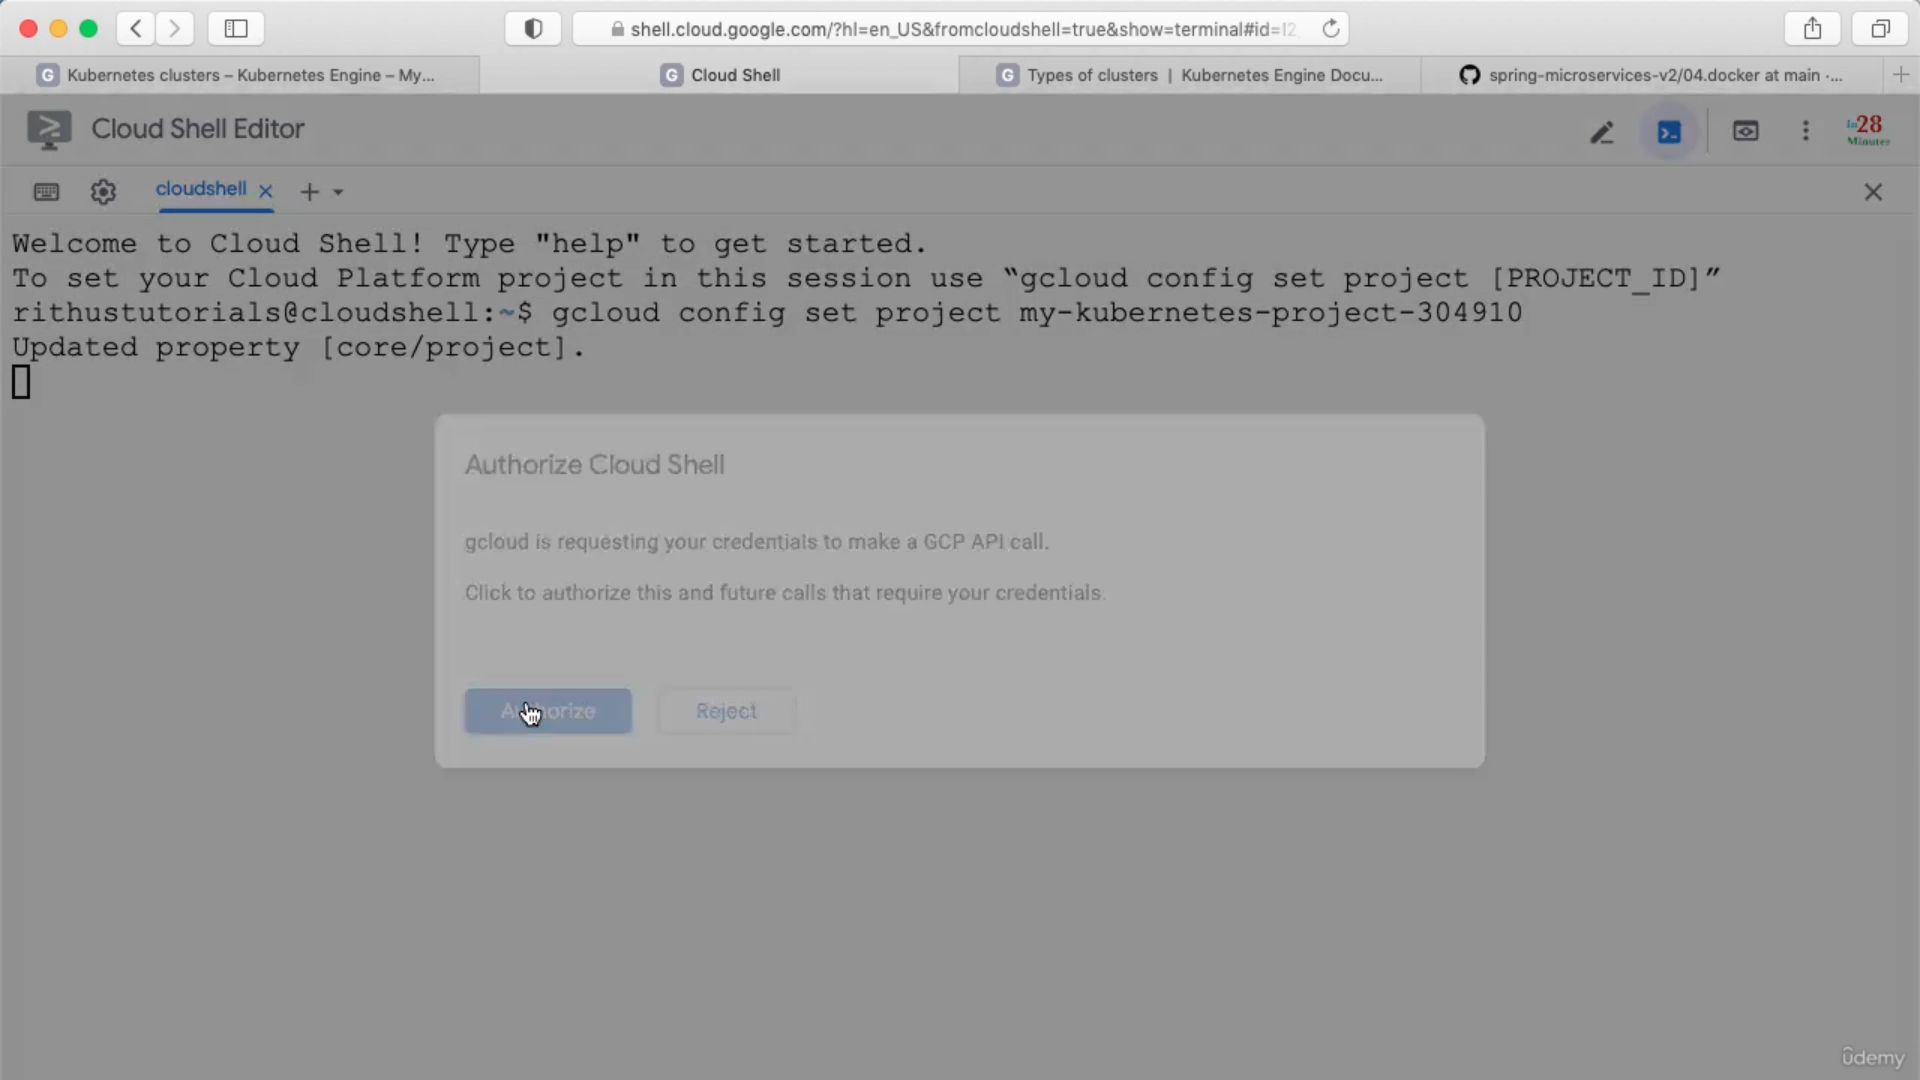 shell.cloud.google.com/?hl=en_US&fromcloudshell=true&show=terminal#id=I2
Kubernetes clusters – Kubernetes Engine – My...
Cloud Shell
Types of clusters | Kubernetes Engine Docu...
spring-microservices-v2/04.docker at main ·...
Cloud Shell Editor
In28
Minutes
cloudshell
Welcome to Cloud Shell! Type "help" to get started.
To set your Cloud Platform project in this session use “gcloud config set project [PROJECT_ID]”
rithustutorials@cloudshell:~$ gcloud config set project my-kubernetes-project-304910
Updated property [core/project].
Authorize Cloud Shell
gcloud is requesting your credentials to make a GCP API call.
Click to authorize this and future calls that require your credentials.
Authorize
Reject
ûdemy